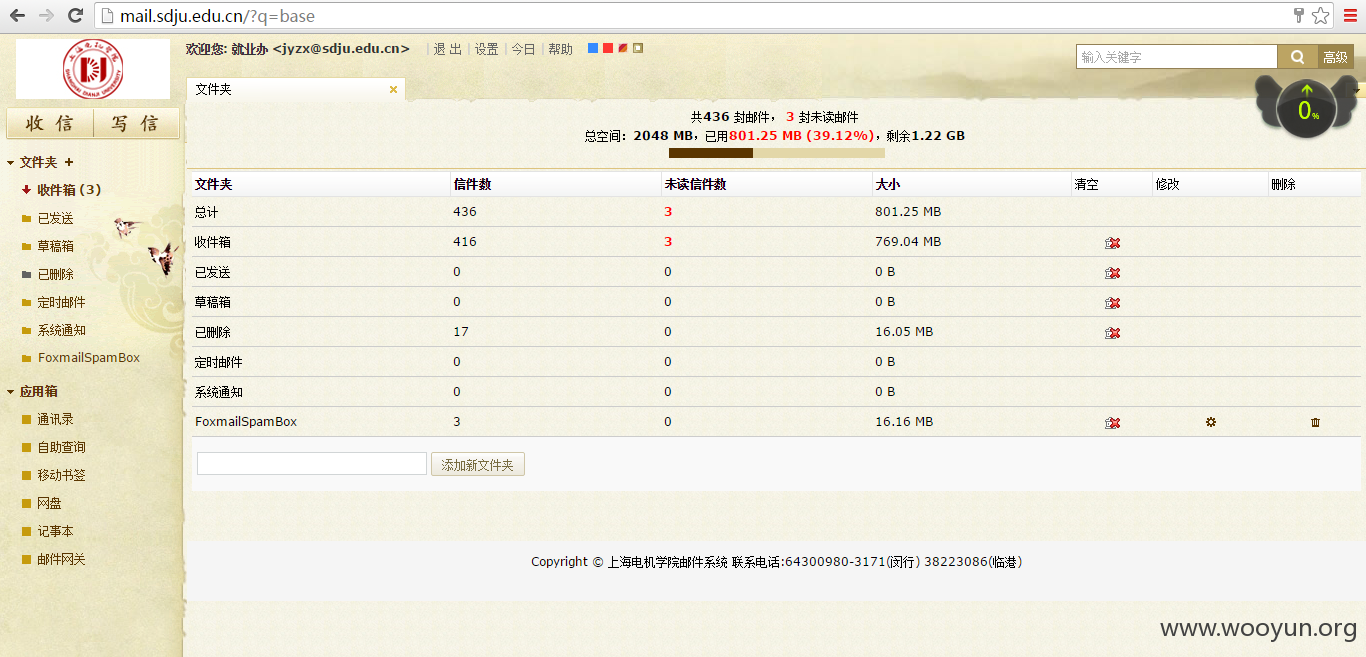 mail.sdju.edu.cn/?q=base
欢迎您: 就业办 <jyzx@sdju.edu.cn> | 退出 | 设置 | 今日 | 帮助
输入关键字 高级
收信 写信
文件夹 ×
共436 封邮件, 3 封未读邮件
总空间: 2048 MB, 已用801.25 MB (39.12%), 剩余1.22 GB
0%
文件夹 +
收件箱 (3)
已发送
草稿箱
已删除
定时邮件
系统通知
FoxmailSpamBox
应用箱
通讯录
自助查询
移动书签
网盘
记事本
邮件网关
文件夹 信件数 未读信件数 大小 清空 修改 删除
总计 436 3 801.25 MB
收件箱 416 3 769.04 MB
已发送 0 0 0 B
草稿箱 0 0 0 B
已删除 17 0 16.05 MB
定时邮件 0 0 0 B
系统通知 0 0 0 B
FoxmailSpamBox 3 0 16.16 MB
添加新文件夹
Copyright © 上海电机学院邮件系统 联系电话:64300980-3171(闵行) 38223086(临港)
www.wooyun.org